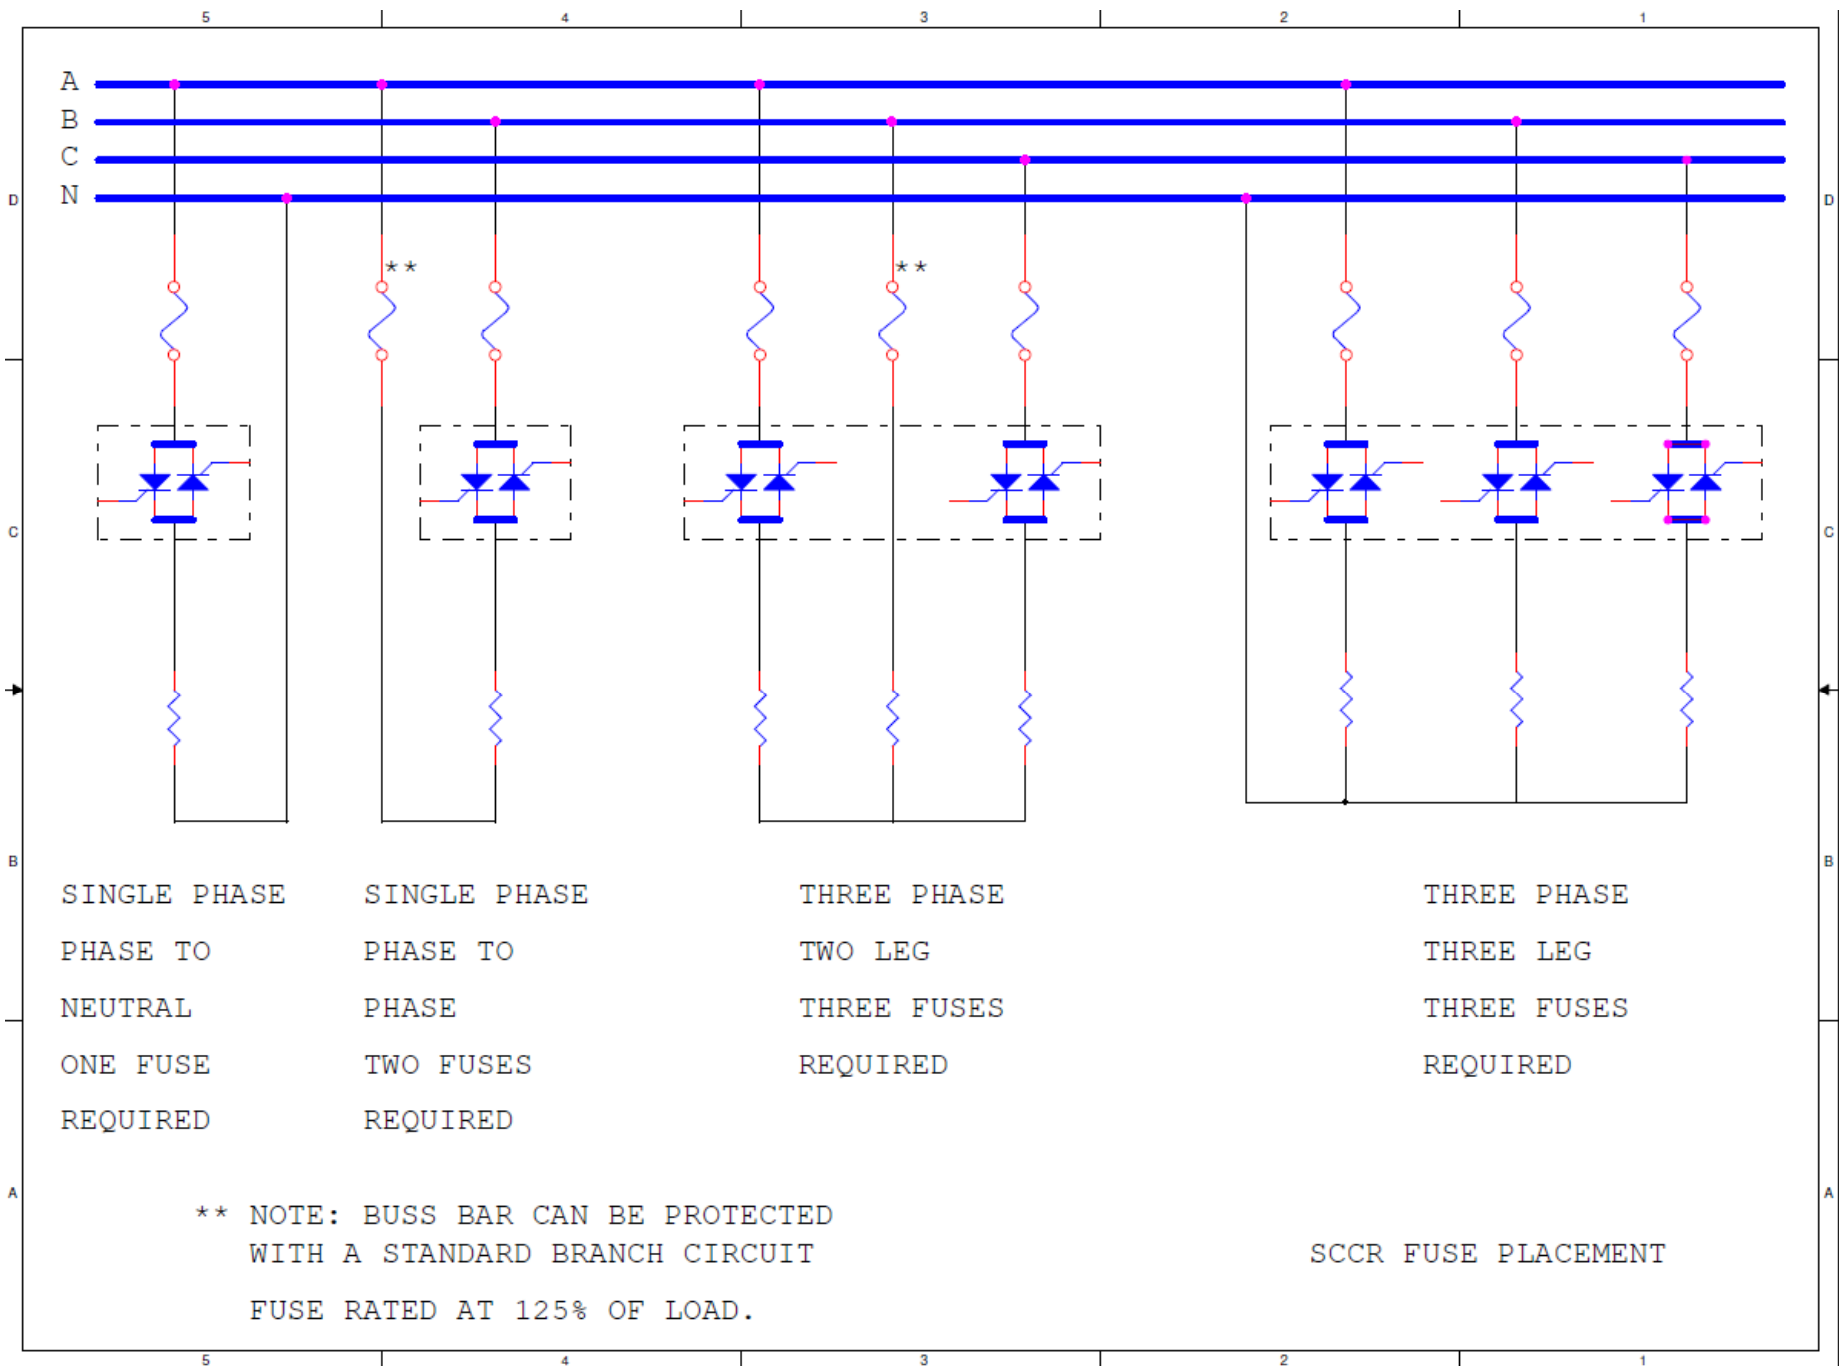 5 4 3 2 1
A
B
C
N
D D
** **
C C
B B
SINGLE PHASE SINGLE PHASE THREE PHASE THREE PHASE
PHASE TO PHASE TO TWO LEG THREE LEG
NEUTRAL PHASE THREE FUSES THREE FUSES
ONE FUSE TWO FUSES REQUIRED REQUIRED
REQUIRED REQUIRED
A A
** NOTE: BUSS BAR CAN BE PROTECTED
WITH A STANDARD BRANCH CIRCUIT SCCR FUSE PLACEMENT
FUSE RATED AT 125% OF LOAD.
5 4 3 2 1